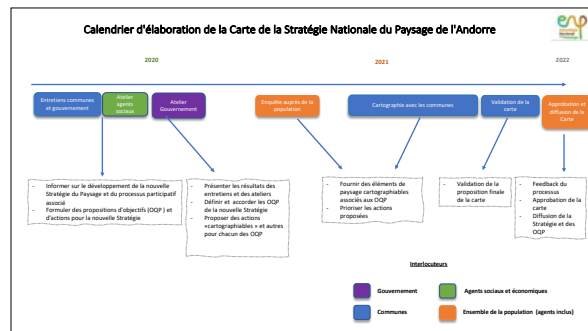 Calendrier d'élaboration de la Carte de la Stratégie Nationale du Paysage de l'Andorre
2020
2021
2022
Entretiens communes
et gouvernement
Atelier
agents
sociaux
Atelier
Gouvernement
Enquête auprès de la
population
Cartographie avec les communes
Validation de la
carte
Approbation et
diffusion de la
Carte
- Informer sur le développement de la nouvelle
Stratégie du Paysage et du processus participatif
associé
- Formuler des propositions d'objectifs (OQP ) et
d'actions pour la nouvelle Stratégie
- Présenter les résultats des
entretiens et des ateliers
- Définir et accorder les OQP
de la nouvelle Stratégie
- Proposer des actions
«cartographiables» et autres
pour chacun des OQP
- Fournir des éléments de
paysage cartographiables
associés aux OQP
- Prioriser les actions
proposées
- Validation de la
proposition finale
de la carte
- Feedback du
processus
- Approbation de la
carte
- Diffusion de la
Stratégie et des
OQP
Interlocuteurs
Gouvernement
Agents sociaux et économiques
Communes
Ensemble de la population (agents inclus)